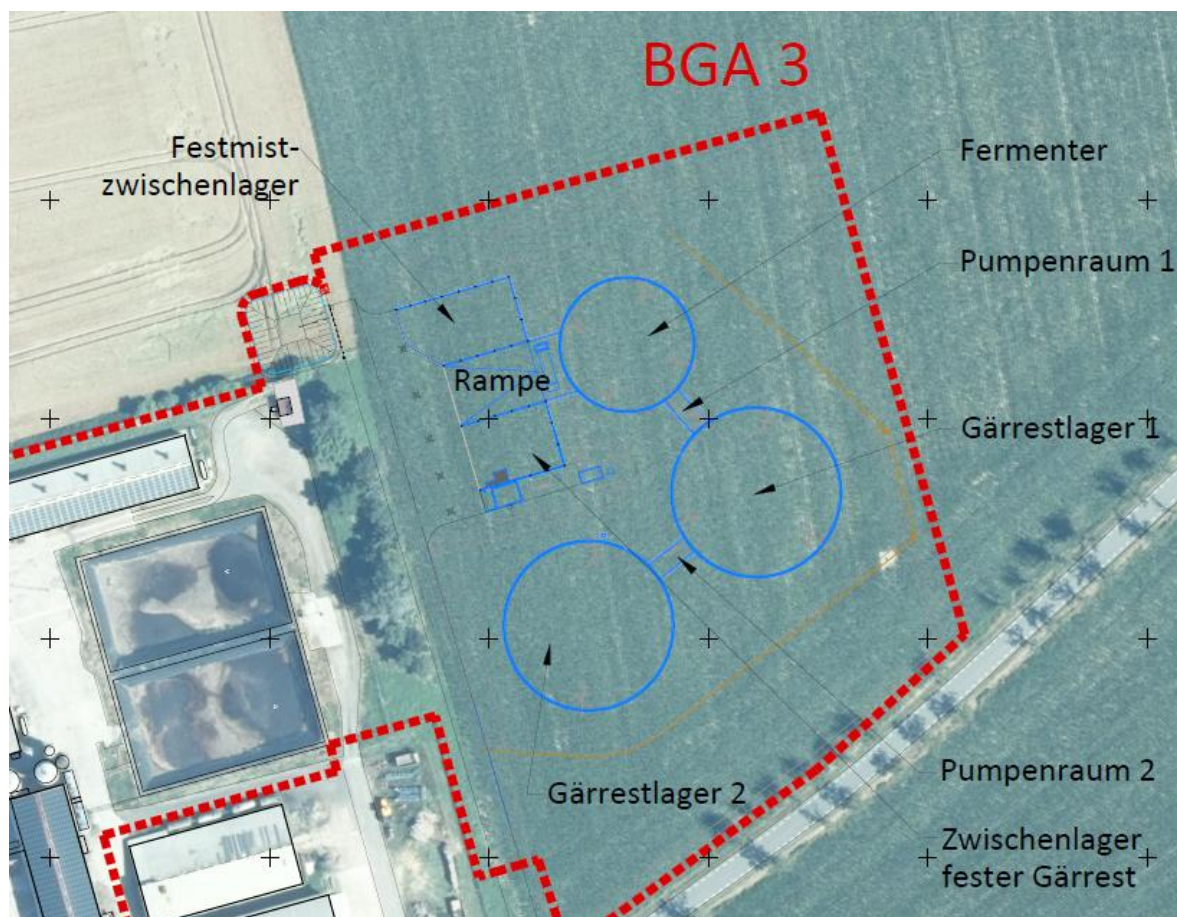 BGA 3
Festmist-
zwischenlager
Fermenter
Pumpenraum 1
Rampe
Gärrestlager 1
Gärrestlager 2
Pumpenraum 2
Zwischenlager
fester Gärrest